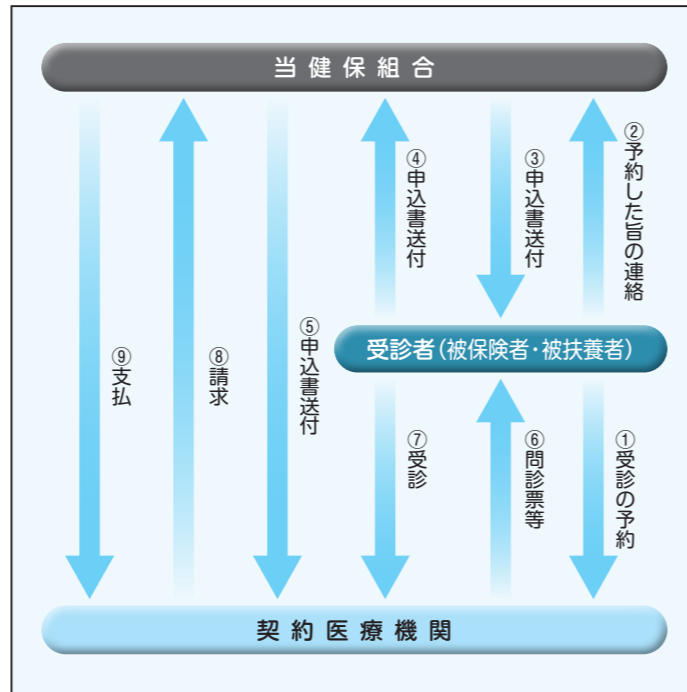 当健保組合
②予約した旨の連絡
③申込書送付
④申込書送付
受診者(被保険者・被扶養者)
⑤申込書送付
⑧請求
⑨支払
①受診の予約
⑥問診票等
⑦受診
契約医療機関